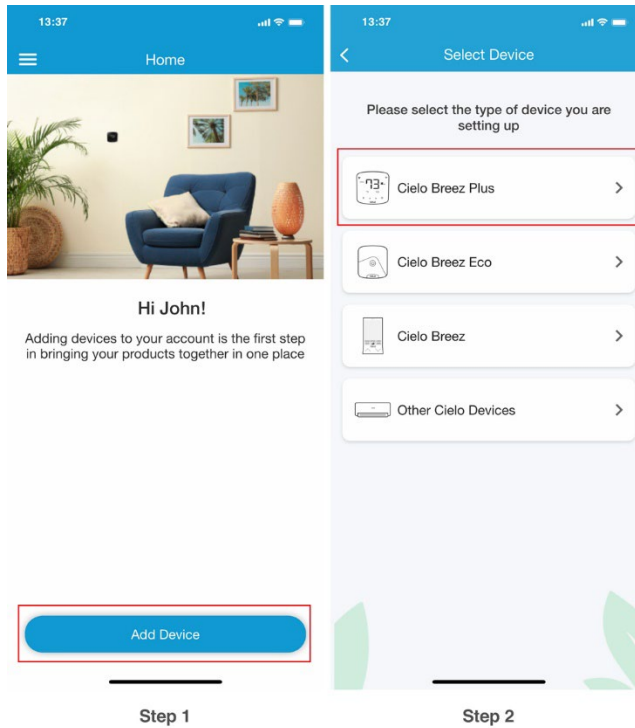 13:37
Home
Hi John!
Adding devices to your account is the first step
in bringing your products together in one place
Add Device
Step 1
13:37
Select Device
Please select the type of device you are
setting up
73
Cielo Breez Plus
Cielo Breez Eco
Cielo Breez
Other Cielo Devices
Step 2